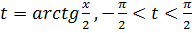 t = arctg x/2 , −π/2 < t < π/2